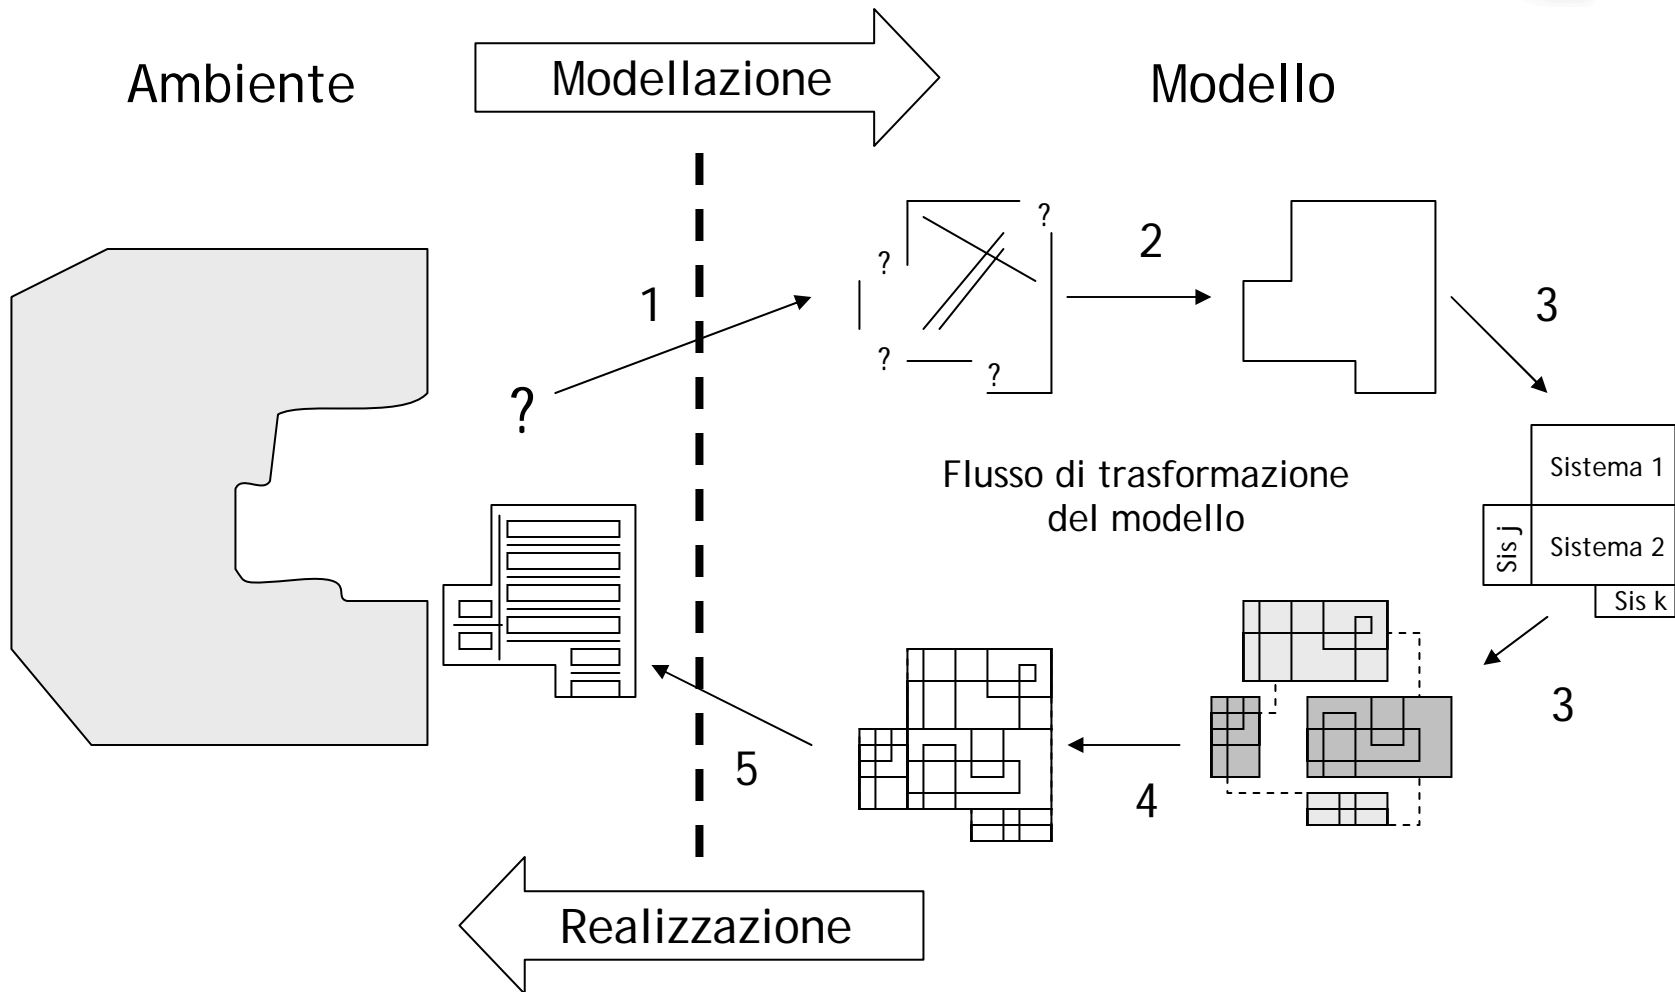 Ambiente
Modellazione
Modello
?
?
?
?
1
2
3
?
Flusso di trasformazione
del modello
Sistema 1
Sis j
Sistema 2
Sis k
3
4
5
Realizzazione